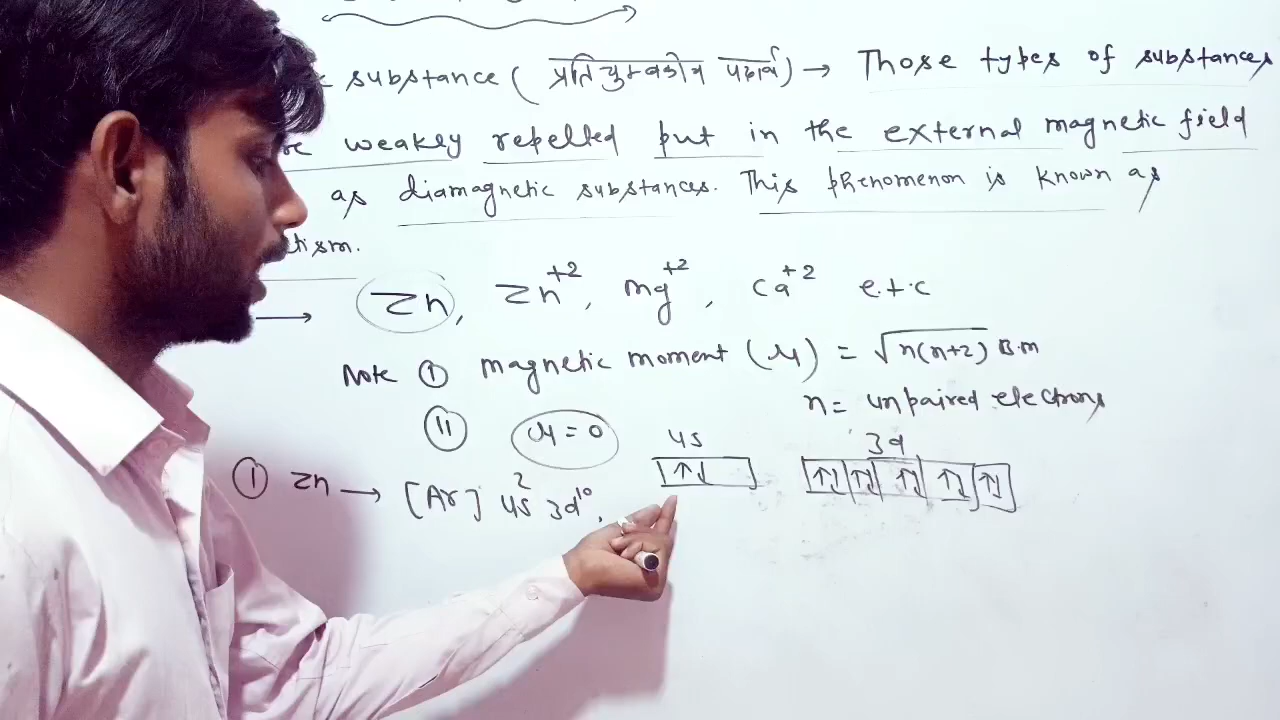 substance (प्रतिचुम्बकीय पदार्थ) → Those types of substances
weakly repelled put in the external magnetic field
as diamagnetic substances. This phenomenon is known as
tism.
→ Zn, Zn+2, Mg+2, Ca+2 e.t.c
Note ① magnetic moment (μ) = √n(n+2) B.M
n = unpaired electrons
⑪ μ = 0
4s 3d
① Zn → [Ar] 4s2 3d10, ↑↓ ↑↓ ↑↓ ↑↓ ↑↓ ↑↓